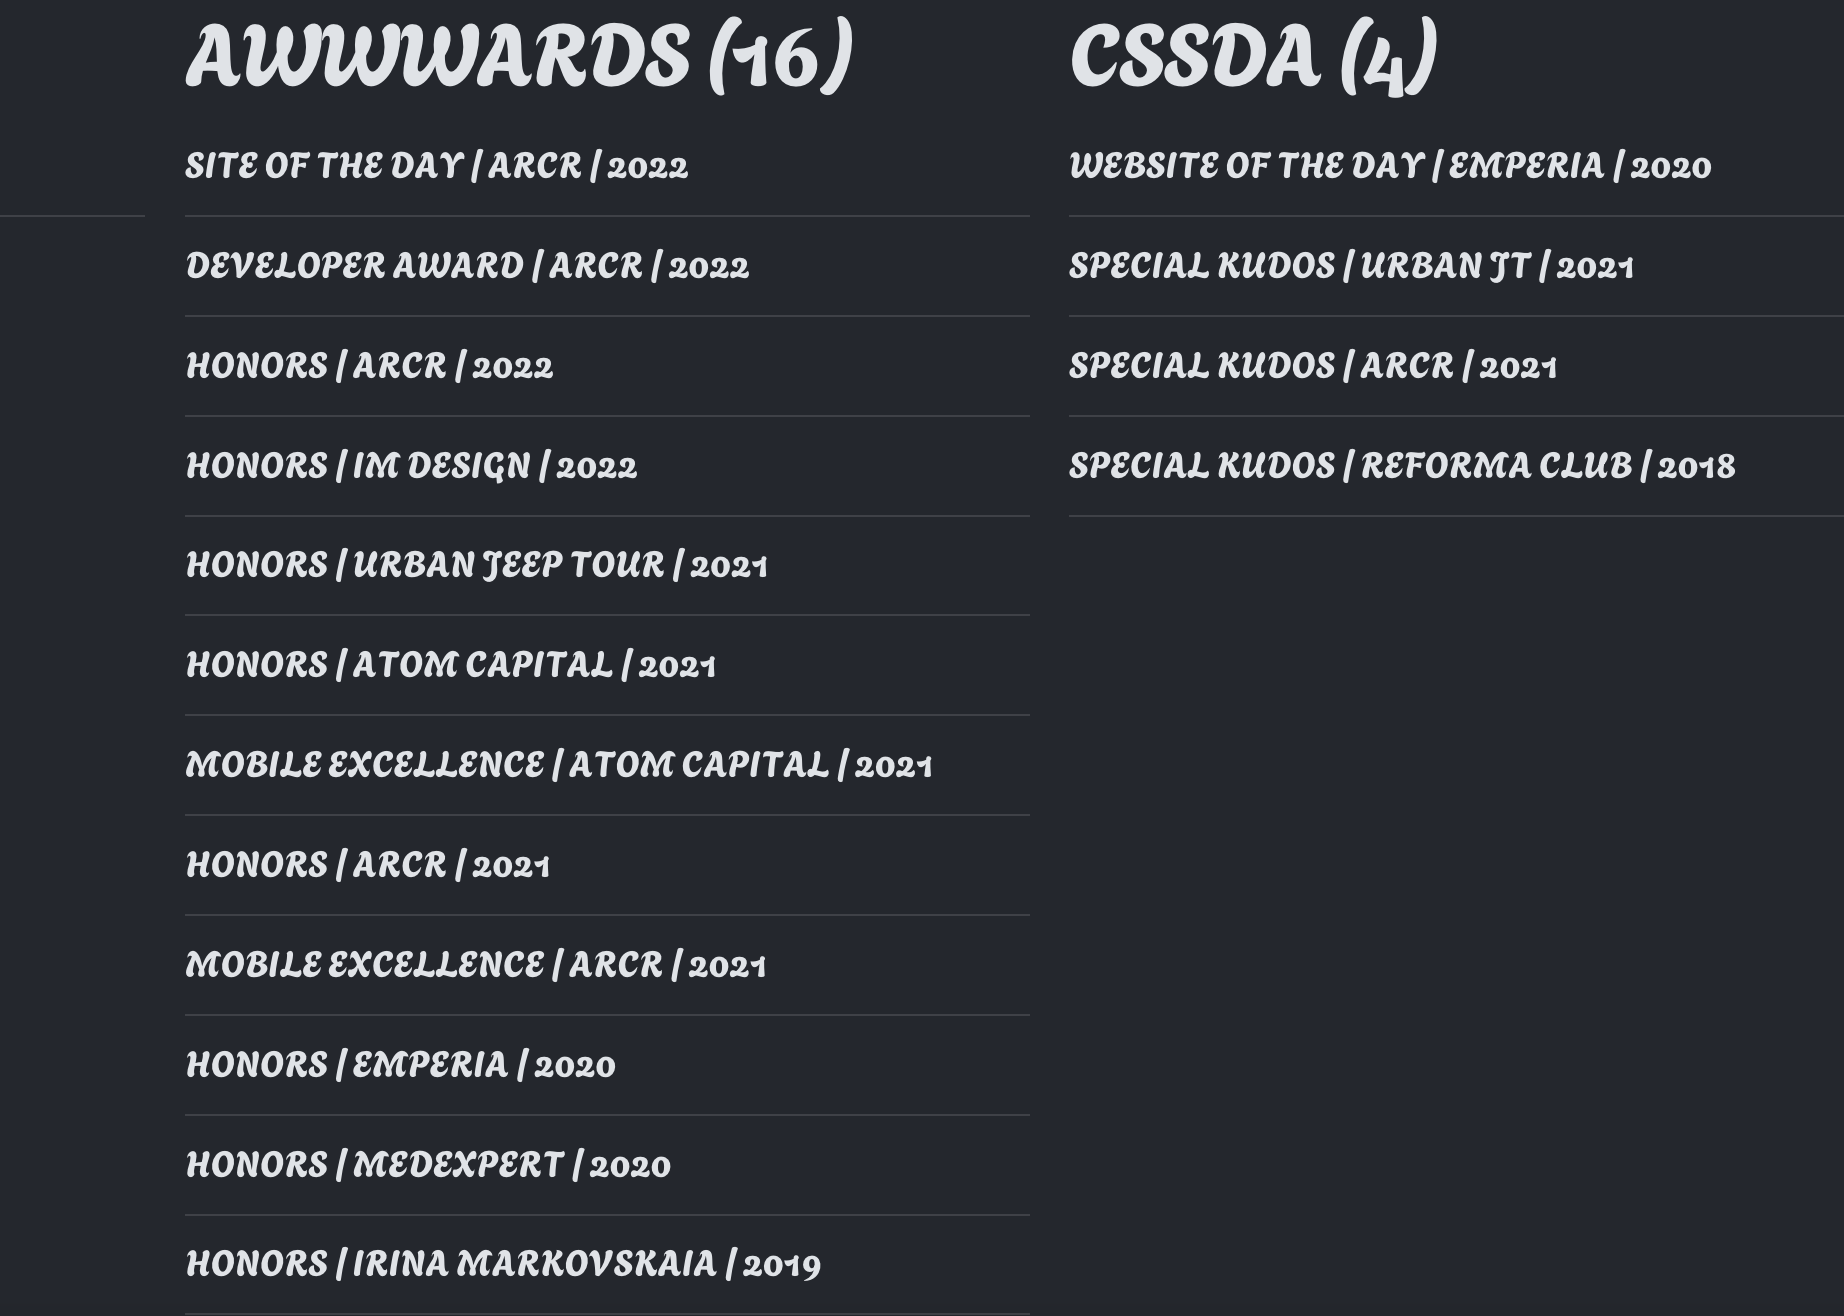 AWWWARDS (16)
SITE OF THE DAY / ARCR / 2022
DEVELOPER AWARD / ARCR / 2022
HONORS / ARCR / 2022
HONORS / IM DESIGN / 2022
HONORS / URBAN JEEP TOUR / 2021
HONORS / ATOM CAPITAL / 2021
MOBILE EXCELLENCE / ATOM CAPITAL / 2021
HONORS / ARCR / 2021
MOBILE EXCELLENCE / ARCR / 2021
HONORS / EMPERIA / 2020
HONORS / MEDEXPERT / 2020
HONORS / IRINA MARKOVSKAIA / 2019
CSSDA (4)
WEBSITE OF THE DAY / EMPERIA / 2020
SPECIAL KUDOS / URBAN JT / 2021
SPECIAL KUDOS / ARCR / 2021
SPECIAL KUDOS / REFORMA CLUB / 2018